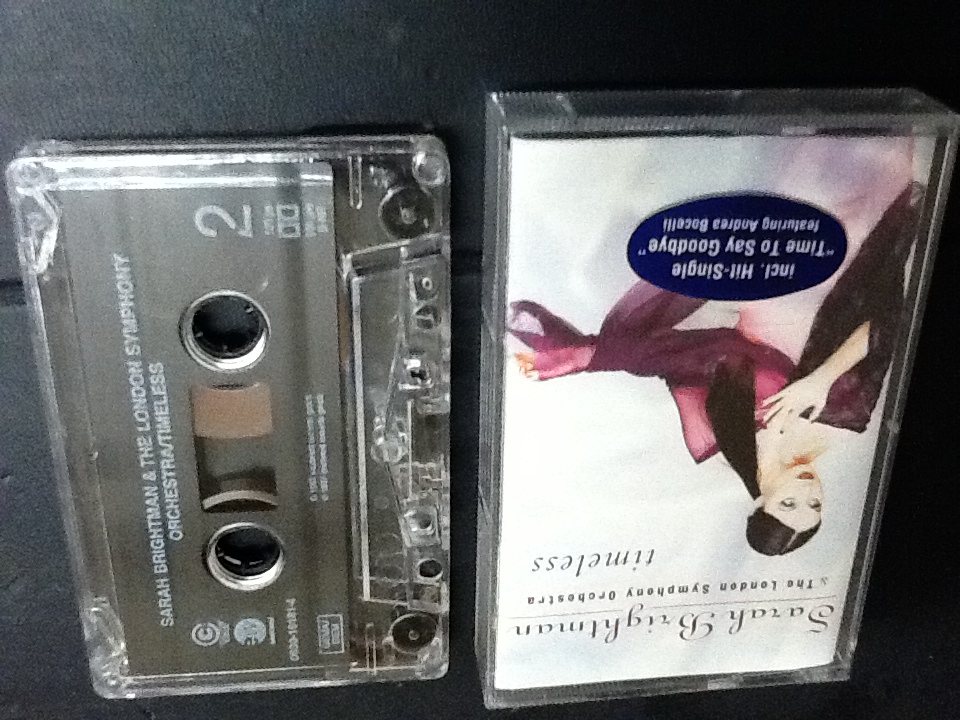 SARAH BRIGHTMAN & THE LONDON SYMPHONY
ORCHESTRA/TIMELESS
2
Sarah Brightman
& The London Symphony Orchestra
timeless
incl. Hit-Single
"Time To Say Goodbye"
featuring Andrea Bocelli